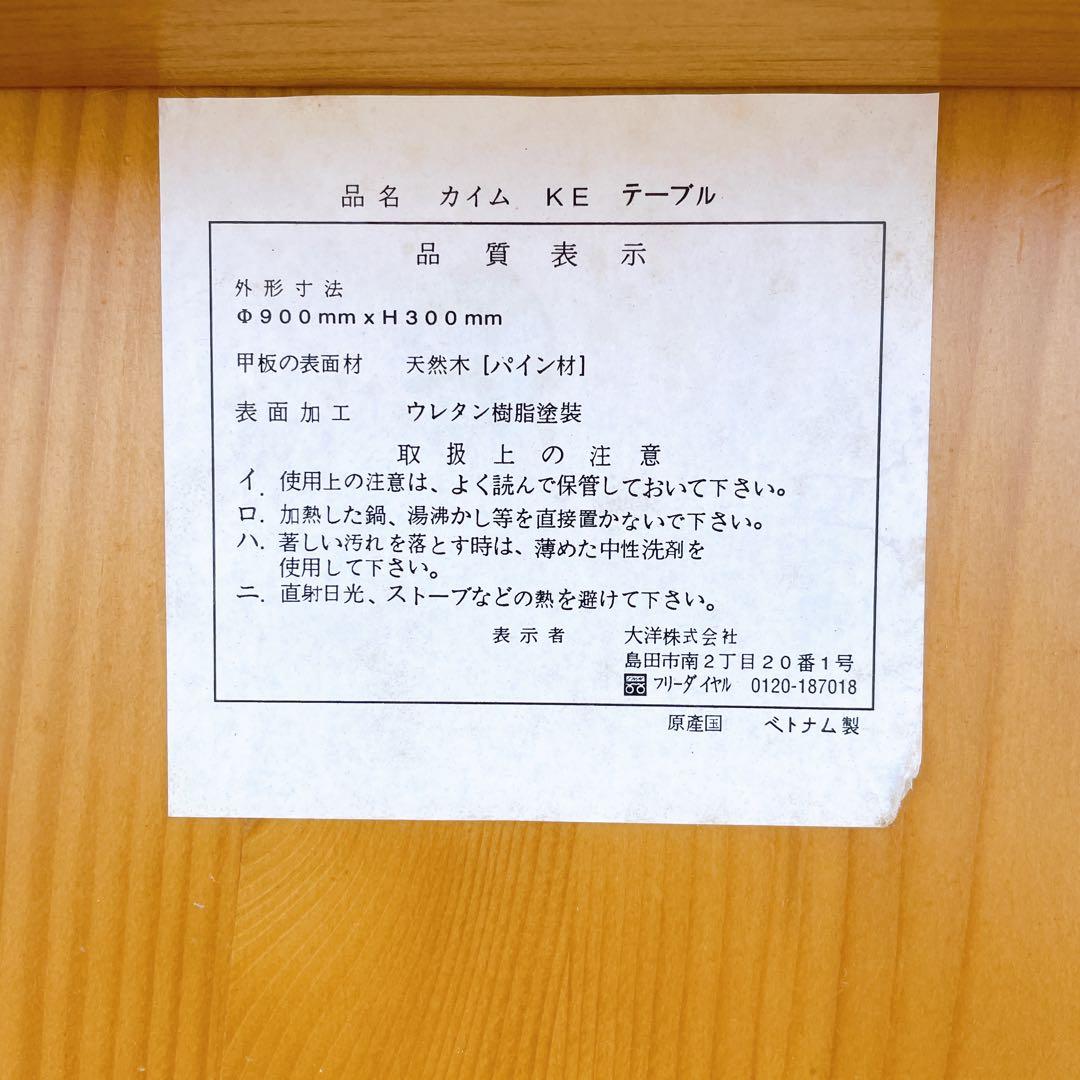 品名 カイム KE テーブル
品質表示
外形寸法
Φ900mm x H300mm
甲板の表面材 天然木 [パイン材]
表面加工 ウレタン樹脂塗装
取扱上の注意
イ. 使用上の注意は、よく読んで保管しておいて下さい。
ロ. 加熱した鍋、湯沸かし等を直接置かないで下さい。
ハ. 著しい汚れを落とす時は、薄めた中性洗剤を
使用して下さい。
ニ. 直射日光、ストーブなどの熱を避けて下さい。
表示者 大洋株式会社
島田市南2丁目20番1号
フリーダイヤル 0120-187018
原産国 ベトナム製